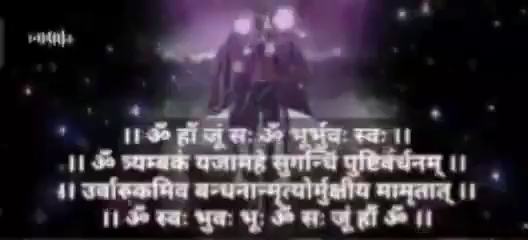 ।। ॐ हौं जूं सः ॐ भूर्भुवः स्वः ।।
।। ॐ त्र्यम्बकं यजामहे सुगन्धिं पुष्टिवर्धनम् ।।
।। उर्वारुकमिव बन्धनान्मृत्योर्मुक्षीय मामृतात् ।।
।। ॐ स्वः भुवः भूः ॐ सः जूं हौं ॐ ।।